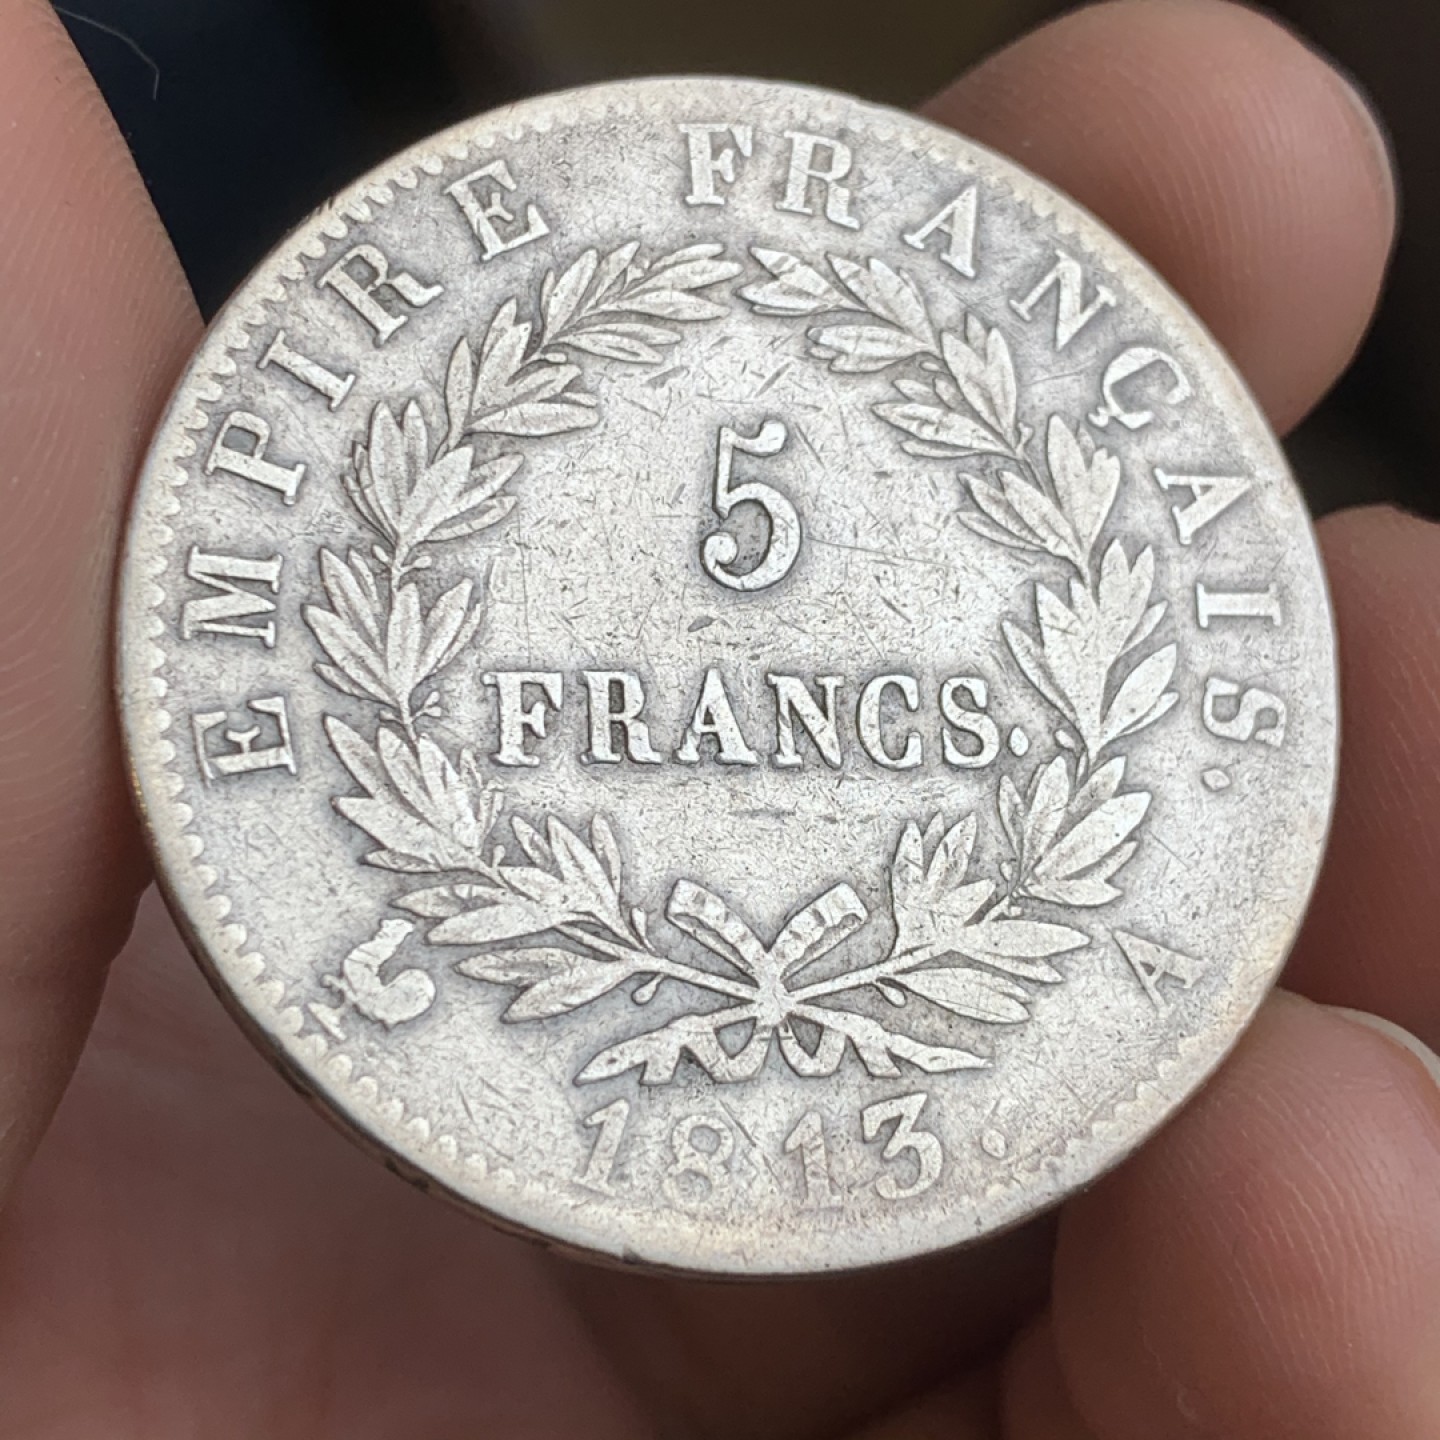 EMPIRE FRANÇAIS.
5
FRANCS.
A
1813.